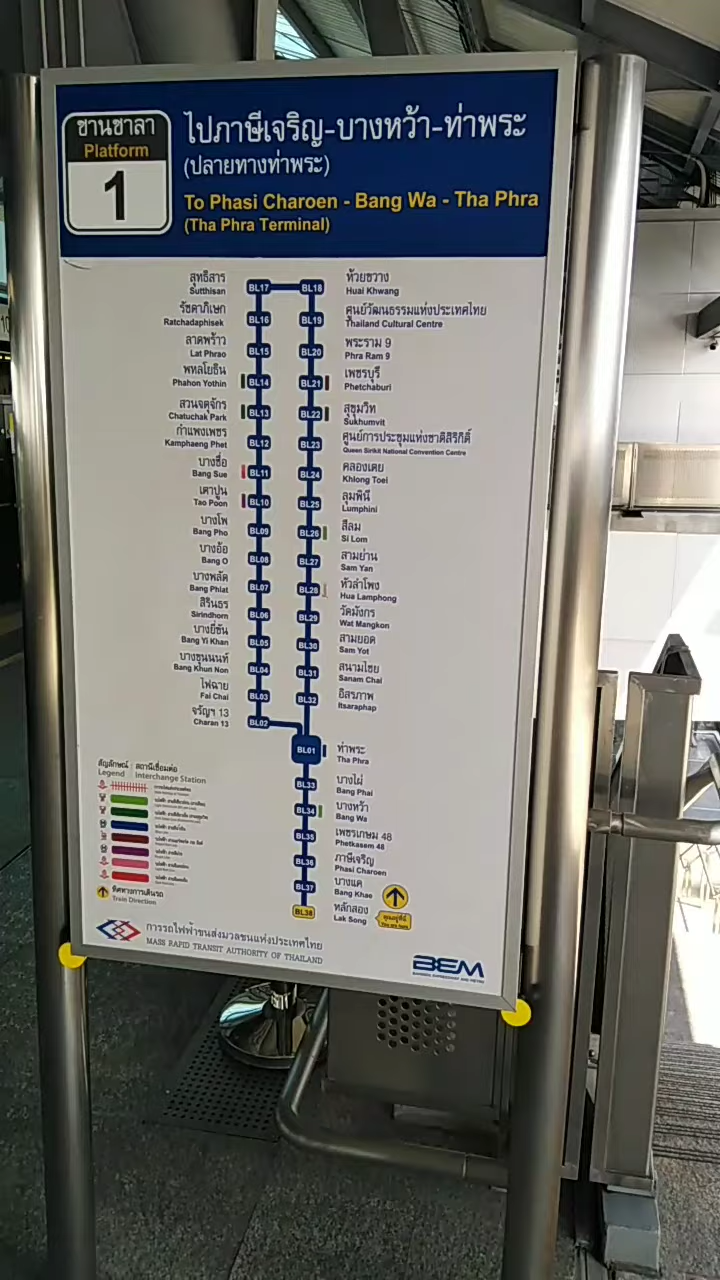 ชานชาลา
Platform
1
ไปภาษีเจริญ-บางหว้า-ท่าพระ
(ปลายทางท่าพระ)
To Phasi Charoen - Bang Wa - Tha Phra
(Tha Phra Terminal)
สุทธิสาร
Sutthisan
BL17
BL18
ห้วยขวาง
Huai Khwang
รัชดาภิเษก
Ratchadaphisek
BL16
BL19
ศูนย์วัฒนธรรมแห่งประเทศไทย
Thailand Cultural Centre
ลาดพร้าว
Lat Phrao
BL15
BL20
พระราม 9
Phra Ram 9
พหลโยธิน
Phahon Yothin
BL14
BL21
เพชรบุรี
Phetchaburi
สวนจตุจักร
Chatuchak Park
BL13
BL22
สุขุมวิท
Sukhumvit
กำแพงเพชร
Kamphaeng Phet
BL12
BL23
ศูนย์การประชุมแห่งชาติสิริกิติ์
Queen Sirikit National Convention Centre
บางซื่อ
Bang Sue
BL11
BL24
คลองเตย
Khlong Toei
เตาปูน
Tao Poon
BL10
BL25
ลุมพินี
Lumphini
บางโพ
Bang Pho
BL09
BL26
สีลม
Si Lom
บางอ้อ
Bang O
BL08
BL27
สามย่าน
Sam Yan
บางพลัด
Bang Phlat
BL07
BL28
หัวลำโพง
Hua Lamphong
สิรินธร
Sirindhorn
BL06
BL29
วัดมังกร
Wat Mangkon
บางยี่ขัน
Bang Yi Khan
BL05
BL30
สามยอด
Sam Yot
บางขุนนนท์
Bang Khun Non
BL04
BL31
สนามไชย
Sanam Chai
ไฟฉาย
Fai Chai
BL03
BL32
อิสรภาพ
Itsaraphap
จรัญฯ 13
Charan 13
BL02
BL01
ท่าพระ
Tha Phra
BL33
บางไผ่
Bang Phai
BL34
บางหว้า
Bang Wa
BL35
เพชรเกษม 48
Phetkasem 48
BL36
ภาษีเจริญ
Phasi Charoen
BL37
บางแค
Bang Khae
BL38
หลักสอง
Lak Song
คุณอยู่ที่นี่
You are here
สัญลักษณ์ สถานีเชื่อมต่อ
Legend Interchange Station
ทิศทางการเดินรถ
Train Direction
การรถไฟฟ้าขนส่งมวลชนแห่งประเทศไทย
MASS RAPID TRANSIT AUTHORITY OF THAILAND
BEM
BANGKOK EXPRESSWAY AND METRO